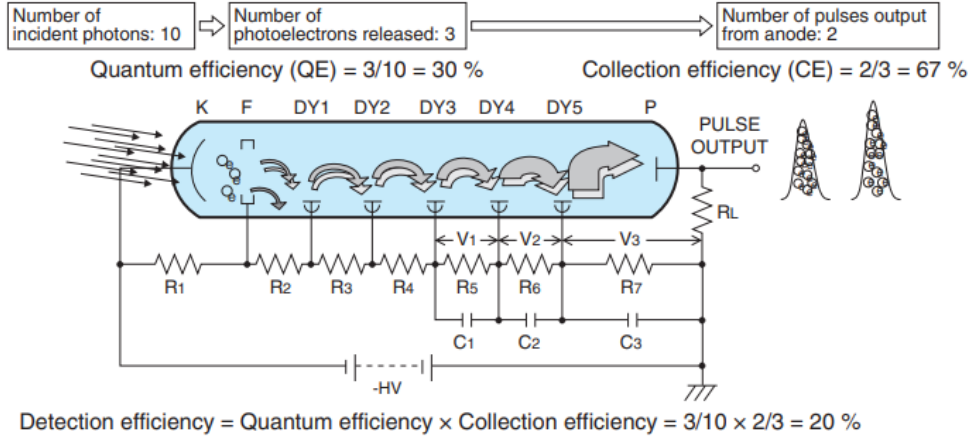 Number of
incident photons: 10
Number of
photoelectrons released: 3
Number of pulses output
from anode: 2
Quantum efficiency (QE) = 3/10 = 30 %
Collection efficiency (CE) = 2/3 = 67 %
K F DY1 DY2 DY3 DY4 DY5 P
PULSE
OUTPUT
RL
V1 V2 V3
R1 R2 R3 R4 R5 R6 R7
C1 C2 C3
-HV
Detection efficiency = Quantum efficiency × Collection efficiency = 3/10 × 2/3 = 20 %